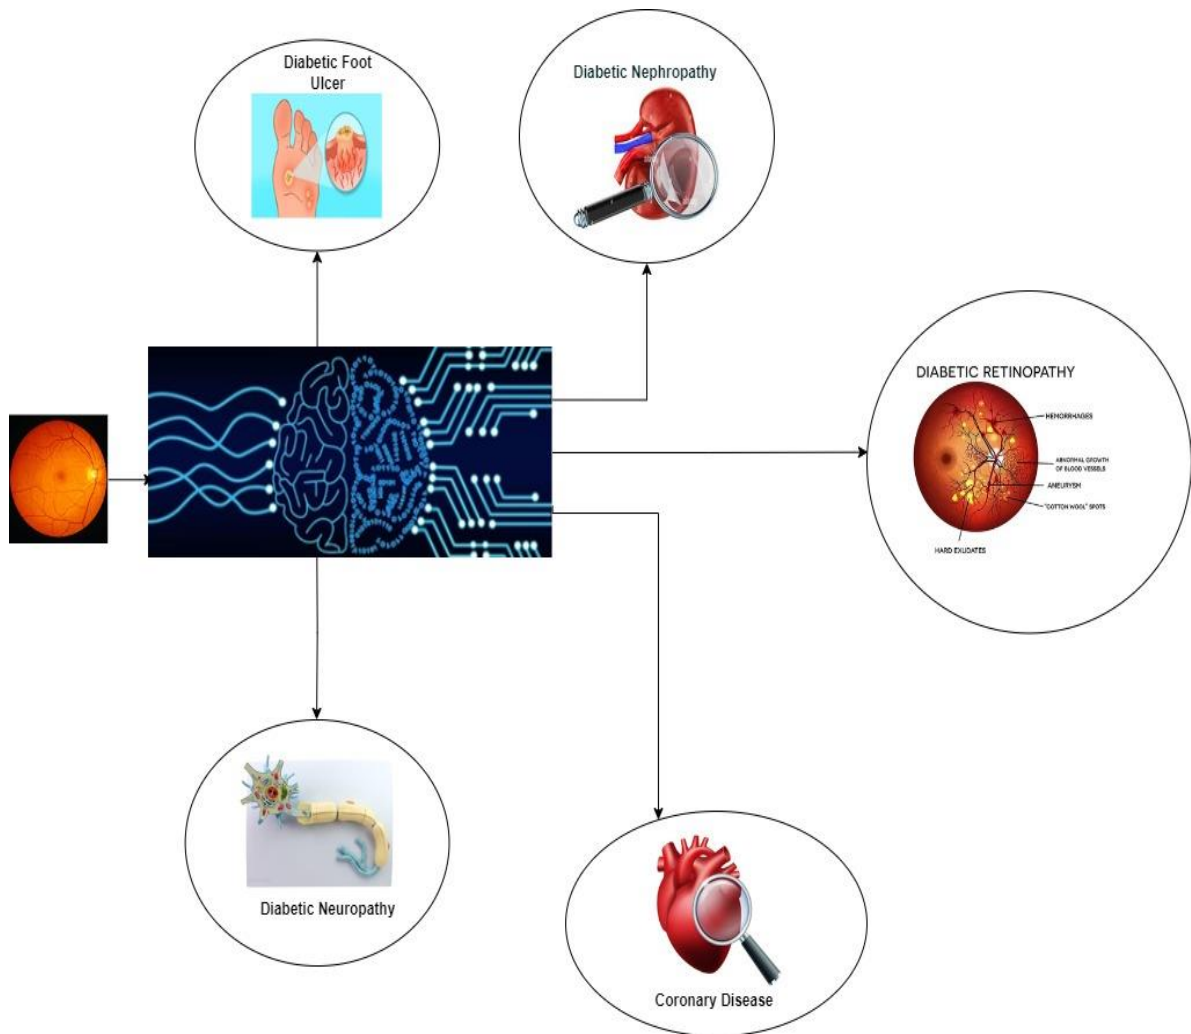 Diabetic Foot
Ulcer
Diabetic Nephropathy
DIABETIC RETINOPATHY
HEMORRHAGES
ABNORMAL GROWTH
OF BLOOD VESSELS
ANEURYSM
"COTTON WOOL" SPOTS
HARD EXUDATES
Diabetic Neuropathy
Coronary Disease